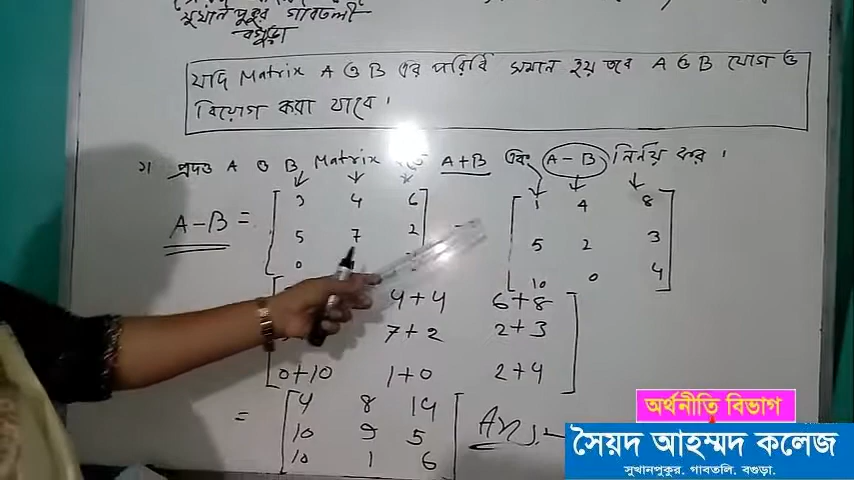 সুখানপুকুর গাবতলী
বগুড়া
যদি Matrix A ও B এর পরিধি সমান হয় তবে A ও B যোগ ও
বিয়োগ করা যাবে।
প্রদত্ত A ও B Matrix A+B এবং A-B নির্নয় কর।
A-B = [ 3 4 6 - [ 1 4 8 ]
5 7 2 5 2 3
0 10 0 4
4+4 6+8
7+2 2+3
0+10 1+0 2+4
= [ 4 8 14 ] Ans:
10 9 5
10 1 6
অর্থনীতি বিভাগ
সৈয়দ আহম্মদ কলেজ
সুখানপুকুর, গাবতলি, বগুড়া.